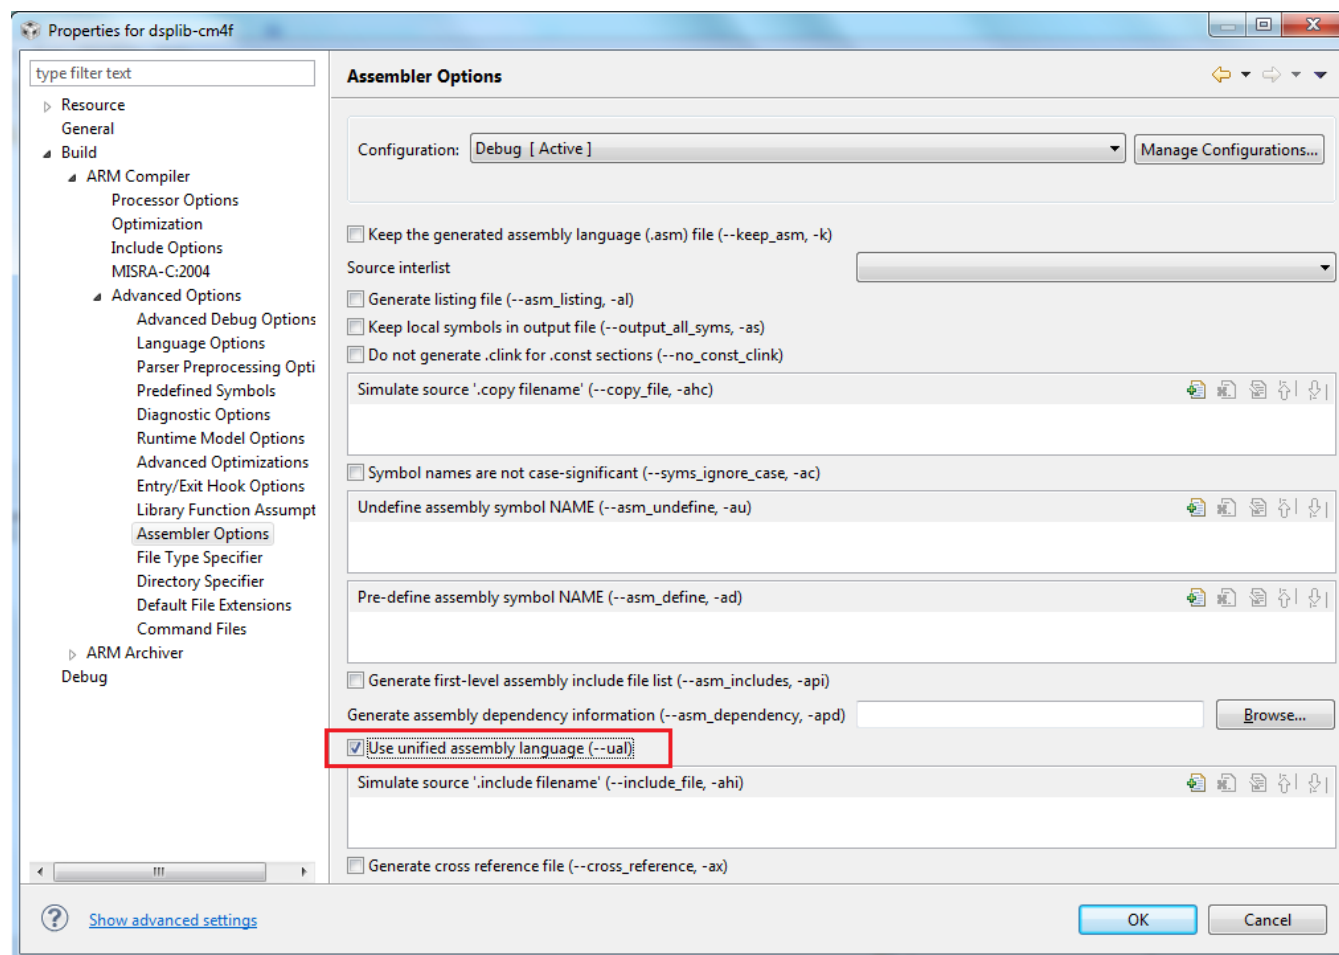 Properties for dsplib-cm4f
type filter text
Resource
General
Build
ARM Compiler
Processor Options
Optimization
Include Options
MISRA-C:2004
Advanced Options
Advanced Debug Options
Language Options
Parser Preprocessing Opti
Predefined Symbols
Diagnostic Options
Runtime Model Options
Advanced Optimizations
Entry/Exit Hook Options
Library Function Assumpt
Assembler Options
File Type Specifier
Directory Specifier
Default File Extensions
Command Files
ARM Archiver
Debug
Assembler Options
Configuration: Debug [ Active ] Manage Configurations...
Keep the generated assembly language (.asm) file (--keep_asm, -k)
Source interlist
Generate listing file (--asm_listing, -al)
Keep local symbols in output file (--output_all_syms, -as)
Do not generate .clink for .const sections (--no_const_clink)
Simulate source '.copy filename' (--copy_file, -ahc)
Symbol names are not case-significant (--syms_ignore_case, -ac)
Undefine assembly symbol NAME (--asm_undefine, -au)
Pre-define assembly symbol NAME (--asm_define, -ad)
Generate first-level assembly include file list (--asm_includes, -api)
Generate assembly dependency information (--asm_dependency, -apd) Browse...
Use unified assembly language (--ual)
Simulate source '.include filename' (--include_file, -ahi)
Generate cross reference file (--cross_reference, -ax)
Show advanced settings
OK Cancel